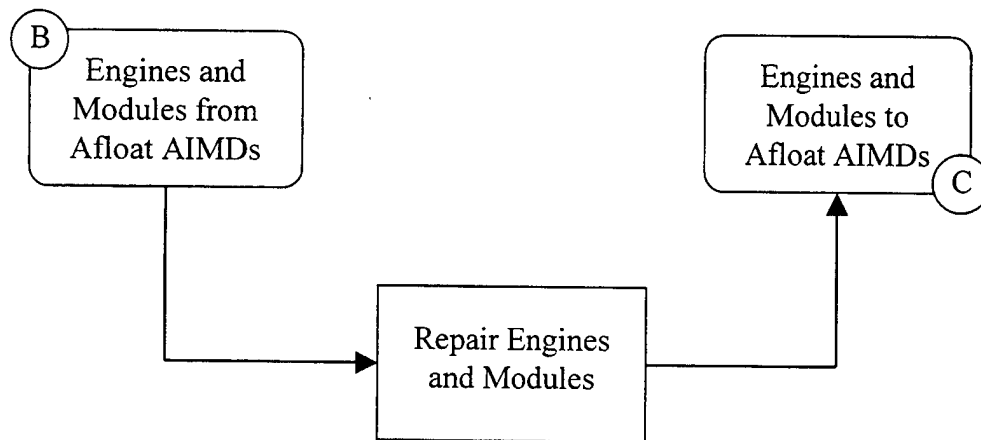 B
Engines and
Modules from
Afloat AIMDs
Engines and
Modules to
Afloat AIMDs
C
Repair Engines
and Modules